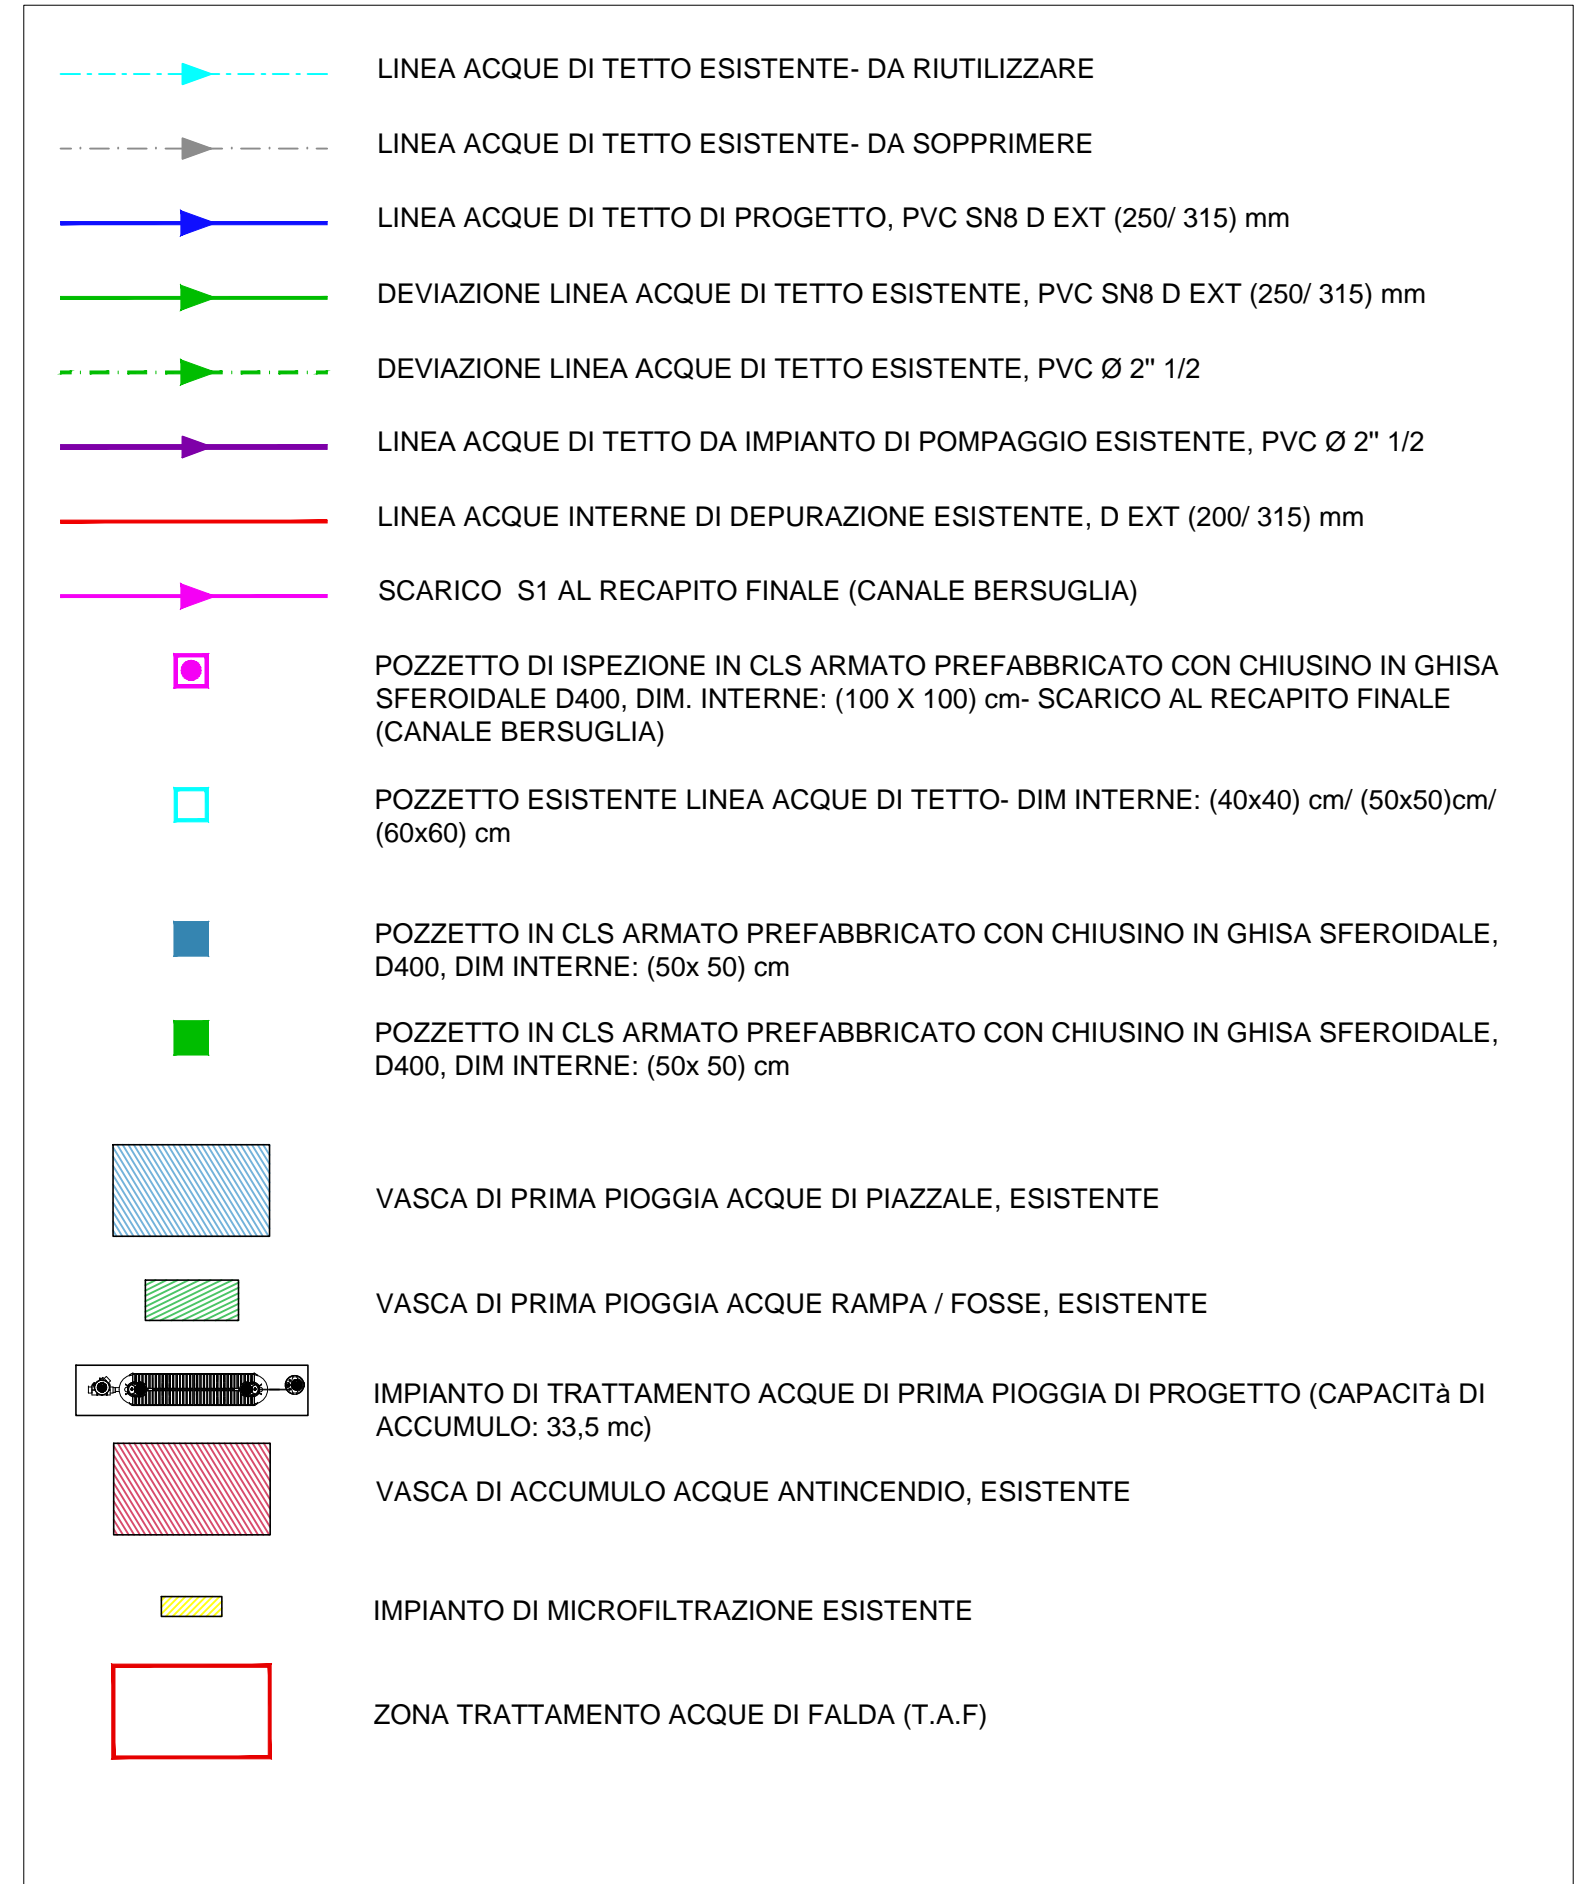 LINEA ACQUE DI TETTO ESISTENTE- DA RIUTILIZZARE
LINEA ACQUE DI TETTO ESISTENTE- DA SOPPRIMERE
LINEA ACQUE DI TETTO DI PROGETTO, PVC SN8 D EXT (250/ 315) mm
DEVIAZIONE LINEA ACQUE DI TETTO ESISTENTE, PVC SN8 D EXT (250/ 315) mm
DEVIAZIONE LINEA ACQUE DI TETTO ESISTENTE, PVC Ø 2" 1/2
LINEA ACQUE DI TETTO DA IMPIANTO DI POMPAGGIO ESISTENTE, PVC Ø 2" 1/2
LINEA ACQUE INTERNE DI DEPURAZIONE ESISTENTE, D EXT (200/ 315) mm
SCARICO  S1 AL RECAPITO FINALE (CANALE BERSUGLIA)
POZZETTO DI ISPEZIONE IN CLS ARMATO PREFABBRICATO CON CHIUSINO IN GHISA
SFEROIDALE D400, DIM. INTERNE: (100 X 100) cm- SCARICO AL RECAPITO FINALE
(CANALE BERSUGLIA)
POZZETTO ESISTENTE LINEA ACQUE DI TETTO- DIM INTERNE: (40x40) cm/ (50x50)cm/
(60x60) cm
POZZETTO IN CLS ARMATO PREFABBRICATO CON CHIUSINO IN GHISA SFEROIDALE,
D400, DIM INTERNE: (50x 50) cm
POZZETTO IN CLS ARMATO PREFABBRICATO CON CHIUSINO IN GHISA SFEROIDALE,
D400, DIM INTERNE: (50x 50) cm
VASCA DI PRIMA PIOGGIA ACQUE DI PIAZZALE, ESISTENTE
VASCA DI PRIMA PIOGGIA ACQUE RAMPA / FOSSE, ESISTENTE
IMPIANTO DI TRATTAMENTO ACQUE DI PRIMA PIOGGIA DI PROGETTO (CAPACITà DI
ACCUMULO: 33,5 mc)
VASCA DI ACCUMULO ACQUE ANTINCENDIO, ESISTENTE
IMPIANTO DI MICROFILTRAZIONE ESISTENTE
ZONA TRATTAMENTO ACQUE DI FALDA (T.A.F)